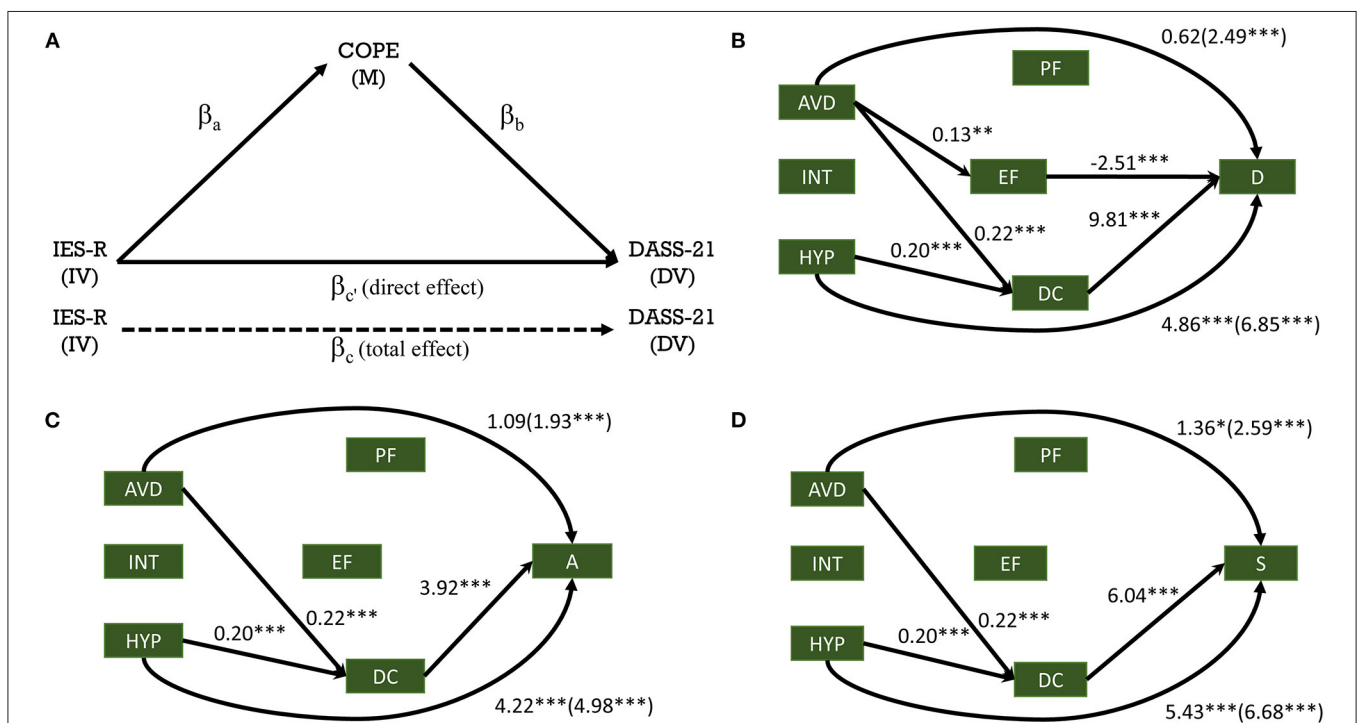 A
COPE
(M)
βa
βb
IES-R
(IV)
DASS-21
(DV)
βc' (direct effect)
IES-R
(IV)
DASS-21
(DV)
βc (total effect)
B
0.62(2.49***)
PF
AVD
0.13**
INT
EF
-2.51***
D
9.81***
HYP
0.20***
0.22***
DC
4.86***(6.85***)
C
1.09(1.93***)
PF
AVD
INT
EF
A
3.92***
HYP
0.20***
0.22***
DC
4.22***(4.98***)
D
1.36*(2.59***)
PF
AVD
INT
EF
S
6.04***
HYP
0.20***
0.22***
DC
5.43***(6.68***)